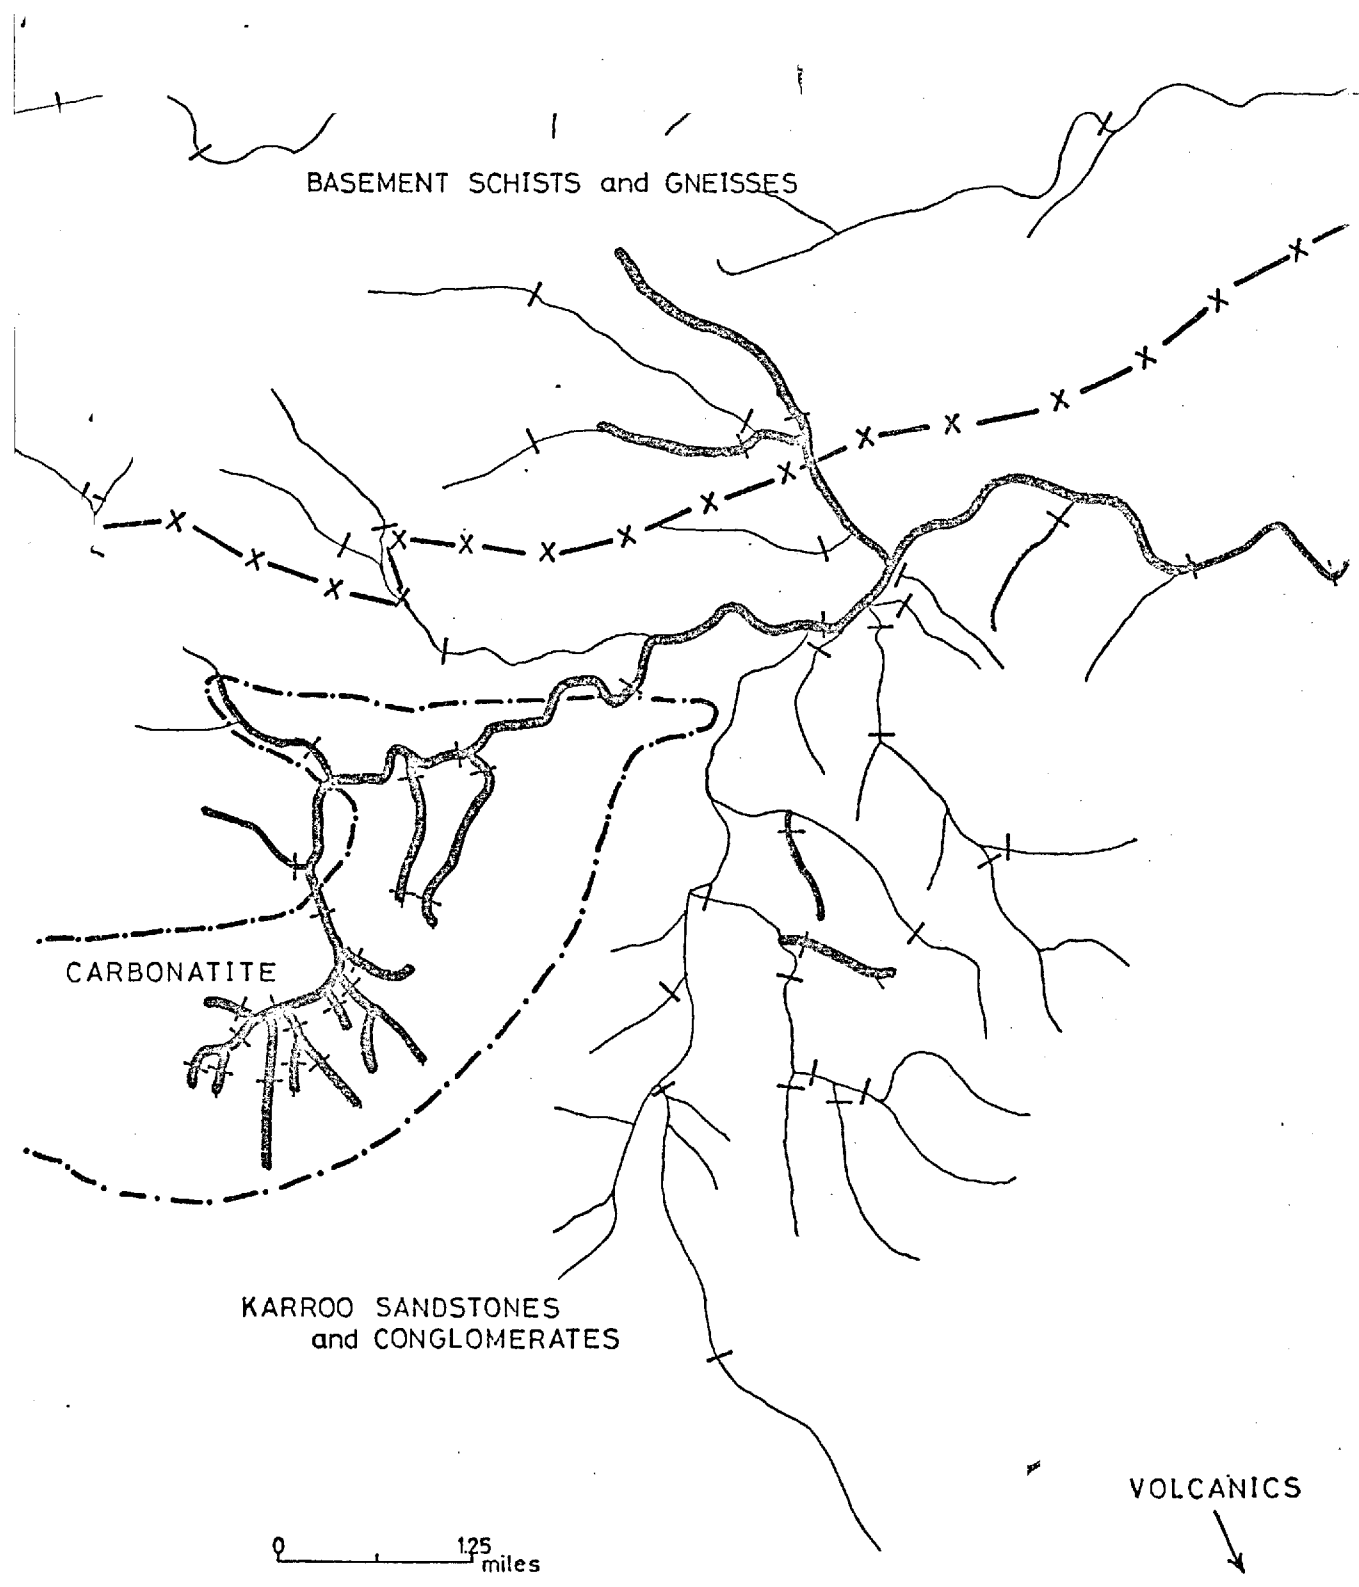 BASEMENT SCHISTS and GNEISSES
CARBONATITE
KARROO SANDSTONES
and CONGLOMERATES
VOLCANICS
0 1.25
miles